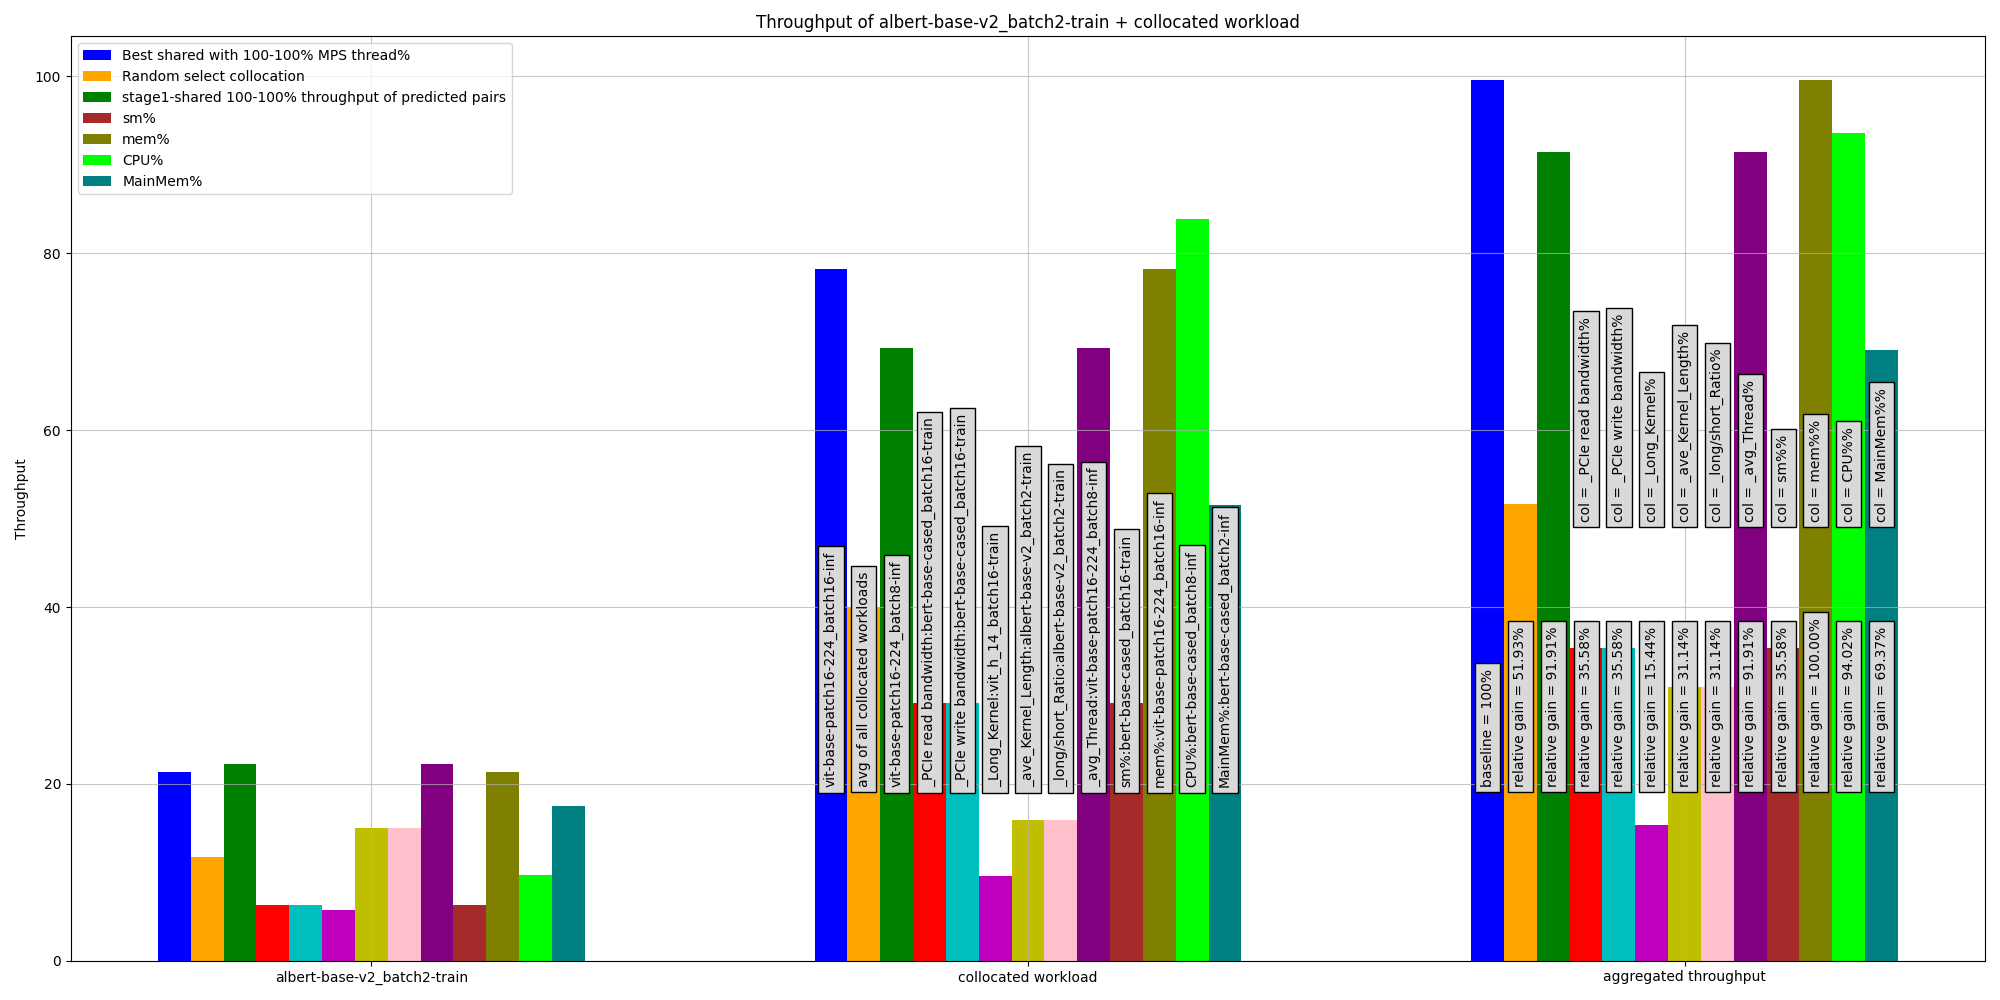 Throughput of albert-base-v2_batch2-train + collocated workload
Best shared with 100-100% MPS thread%
Random select collocation
stage1-shared 100-100% throughput of predicted pairs
sm%
mem%
CPU%
MainMem%
Throughput
100
80
60
40
20
0
vit-base-patch16-224_batch16-inf
avg of all collocated workloads
vit-base-patch16-224_batch8-inf
_PCIe read bandwidth:bert-base-cased_batch16-train
_PCIe write bandwidth:bert-base-cased_batch16-train
_Long_Kernel:vit_h_14_batch16-train
_ave_Kernel_Length:albert-base-v2_batch2-train
_long/short_Ratio:albert-base-v2_batch2-train
_avg_Thread:vit-base-patch16-224_batch8-inf
sm%:bert-base-cased_batch16-train
mem%:vit-base-patch16-224_batch16-inf
CPU%:bert-base-cased_batch8-inf
MainMem%:bert-base-cased_batch2-inf
col = _PCIe read bandwidth%
col = _PCIe write bandwidth%
col = _Long_Kernel%
col = _ave_Kernel_Length%
col = _long/short_Ratio%
col = _avg_Thread%
col = sm%%
col = mem%%
col = CPU%%
col = MainMem%%
baseline = 100%
relative gain = 51.93%
relative gain = 91.91%
relative gain = 35.58%
relative gain = 35.58%
relative gain = 15.44%
relative gain = 31.14%
relative gain = 31.14%
relative gain = 91.91%
relative gain = 35.58%
relative gain = 100.00%
relative gain = 94.02%
relative gain = 69.37%
albert-base-v2_batch2-train
collocated workload
aggregated throughput